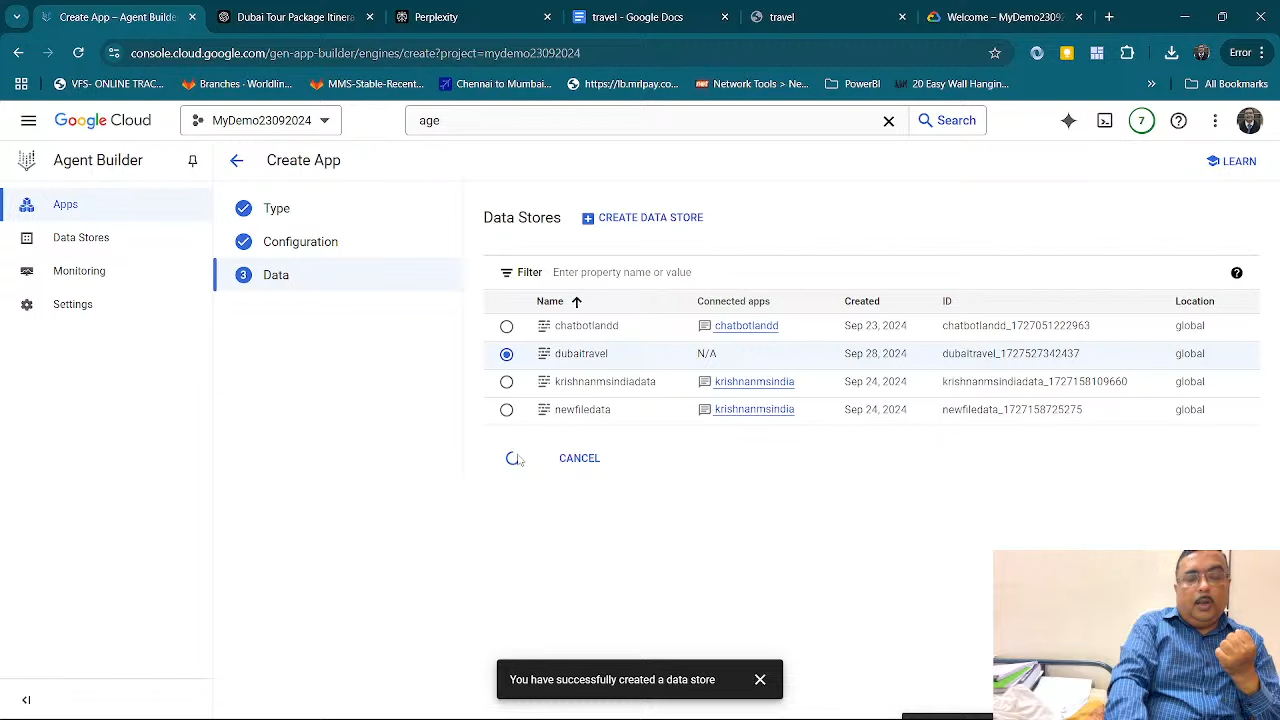 Agent Builder – MyDem
Dubai Tour Package Itinera
Perplexity
travel - Google Docs
travel
Welcome – MyDemo23092
console.cloud.google.com/gen-app-builder/engines/create?project=mydemo23092024
Error
VFS- ONLINE TRAC...
Branches · Worldlin...
MMS-Stable-Recent...
Chennai to Mumbai...
https://lb.mrlpay.co...
Network Tools > Ne...
PowerBI
20 Easy Wall Hangin...
All Bookmarks
Google Cloud
MyDemo23092024
age
Search
7
Agent Builder
Create App
LEARN
Apps
Data Stores
Monitoring
Settings
Type
Configuration
3 Data
Data Stores
CREATE DATA STORE
Filter Enter property name or value
Name Connected apps Created ID Location
chatbotlandd chatbotlandd Sep 23, 2024 chatbotlandd_1727051222963 global
dubaitravel N/A Sep 28, 2024 dubaitravel_1727527342437 global
krishnanmsindiadata krishnanmsindia Sep 24, 2024 krishnanmsindiadata_1727158109660 global
newfiledata krishnanmsindia Sep 24, 2024 newfiledata_1727158725275 global
CANCEL
You have successfully created a data store